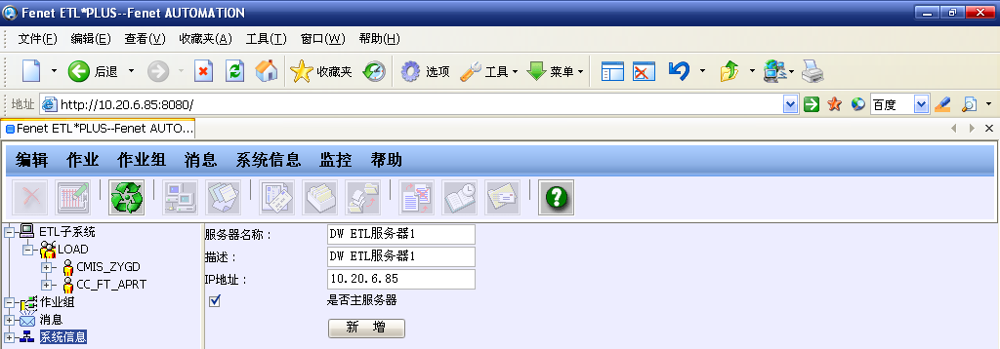 Fenet ETL*PLUS--Fenet AUTOMATION
文件(F) 编辑(E) 查看(V) 收藏夹(A) 工具(T) 窗口(W) 帮助(H)
后退 收藏夹 选项 工具 菜单
地址 http://10.20.6.85:8080/ 百度
Fenet ETL*PLUS--Fenet AUTO...
编辑 作业 作业组 消息 系统信息 监控 帮助
ETL子系统
LOAD
CMIS_ZYGD
CC_FT_APRT
作业组
消息
系统信息
服务器名称： DW ETL服务器1
描述： DW ETL服务器1
IP地址： 10.20.6.85
是否主服务器
新 增